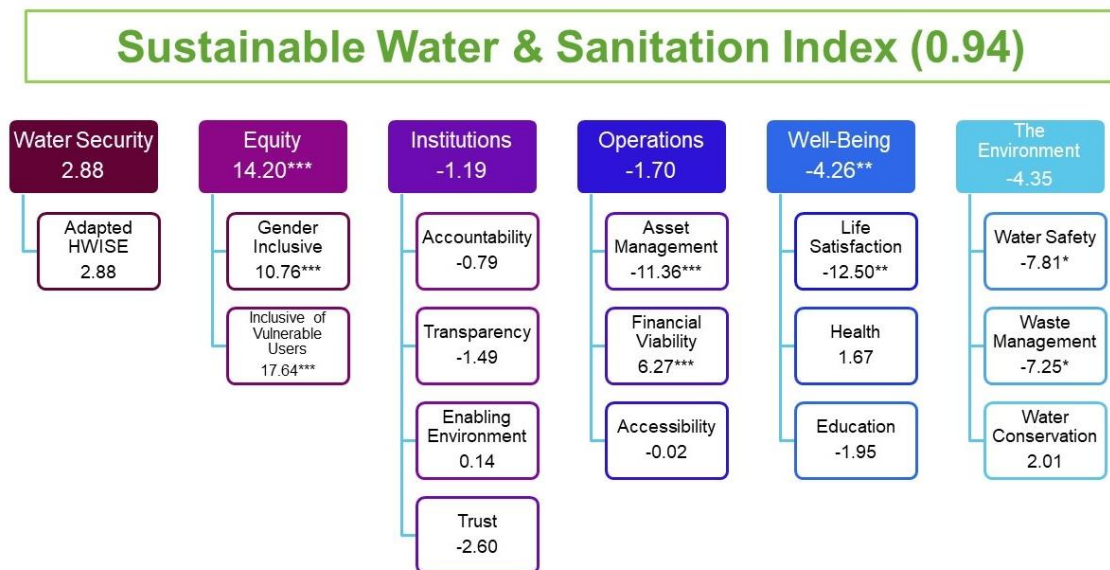 Sustainable Water & Sanitation Index (0.94)
Water Security
2.88
Adapted
HWISE
2.88
Equity
14.20***
Gender
Inclusive
10.76***
Inclusive of
Vulnerable
Users
17.64***
Institutions
-1.19
Accountability
-0.79
Transparency
-1.49
Enabling
Environment
0.14
Trust
-2.60
Operations
-1.70
Asset
Management
-11.36***
Financial
Viability
6.27***
Accessibility
-0.02
Well-Being
-4.26**
Life
Satisfaction
-12.50**
Health
1.67
Education
-1.95
The
Environment
-4.35
Water Safety
-7.81*
Waste
Management
-7.25*
Water
Conservation
2.01